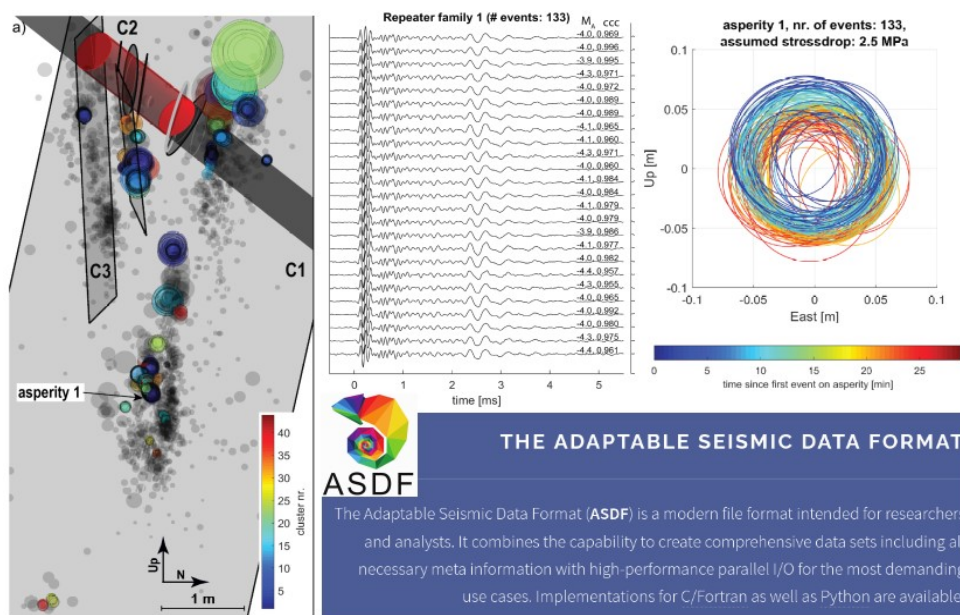 a)
C2
C3
C1
asperity 1
Up
N
1 m
cluster nr.
40
35
30
25
20
15
10
5
Repeater family 1 (# events: 133)
MA ccc
-4.0, 0.969
-4.0, 0.996
-3.9, 0.995
-4.3, 0.971
-4.0, 0.972
-4.0, 0.989
-4.0, 0.989
-4.1, 0.965
-4.1, 0.960
-4.3, 0.971
-4.0, 0.960
-4.1, 0.984
-4.0, 0.984
-4.0, 0.979
-4.0, 0.979
-3.9, 0.986
-4.1, 0.977
-4.0, 0.982
-4.4, 0.957
-4.3, 0.955
-4.0, 0.965
-4.0, 0.992
-4.0, 0.980
-4.3, 0.975
-4.4, 0.961
0 1 2 3 4 5
time [ms]
asperity 1, nr. of events: 133,
assumed stressdrop: 2.5 MPa
0.1
0.05
0
-0.05
-0.1
Up [m]
-0.1 -0.05 0 0.05 0.1
East [m]
0 5 10 15 20 25
time since first event on asperity [min]
ASDF
THE ADAPTABLE SEISMIC DATA FORMAT
The Adaptable Seismic Data Format (ASDF) is a modern file format intended for researchers
and analysts. It combines the capability to create comprehensive data sets including al
necessary meta information with high-performance parallel I/O for the most demanding
use cases. Implementations for C/Fortran as well as Python are available